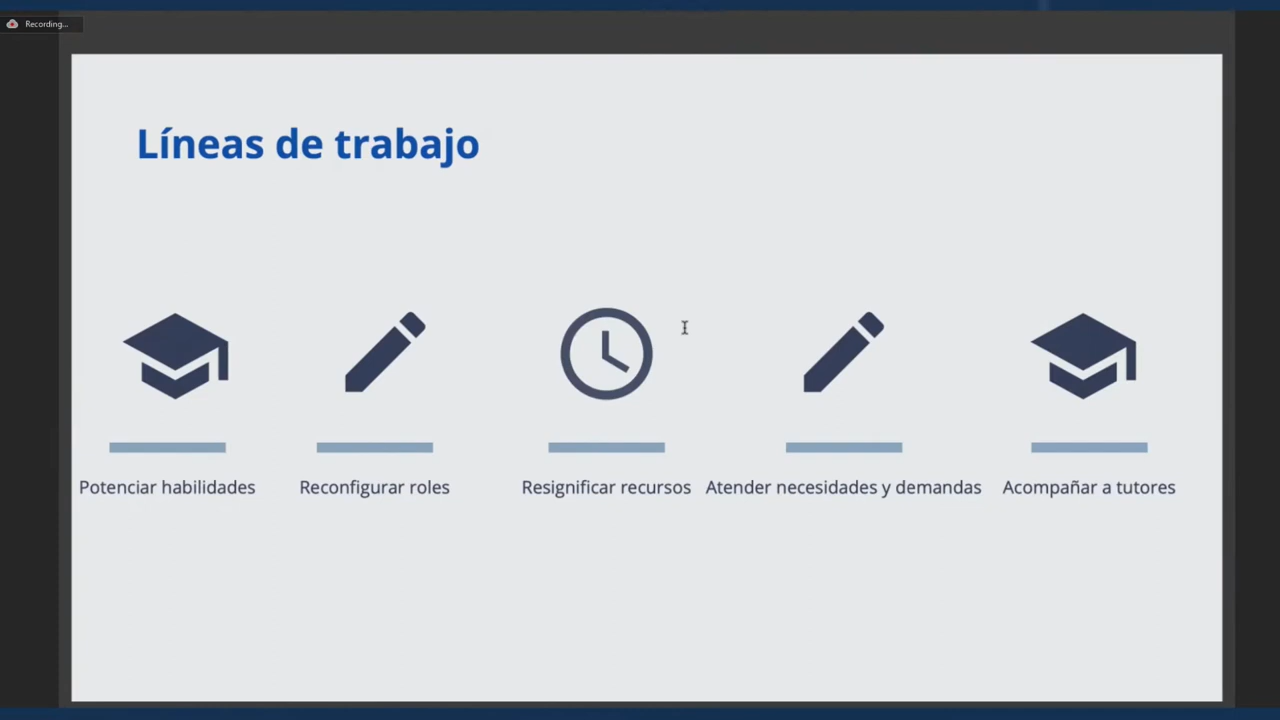 Recording...
Líneas de trabajo
Potenciar habilidades
Reconfigurar roles
Resignificar recursos
Atender necesidades y demandas
Acompañar a tutores